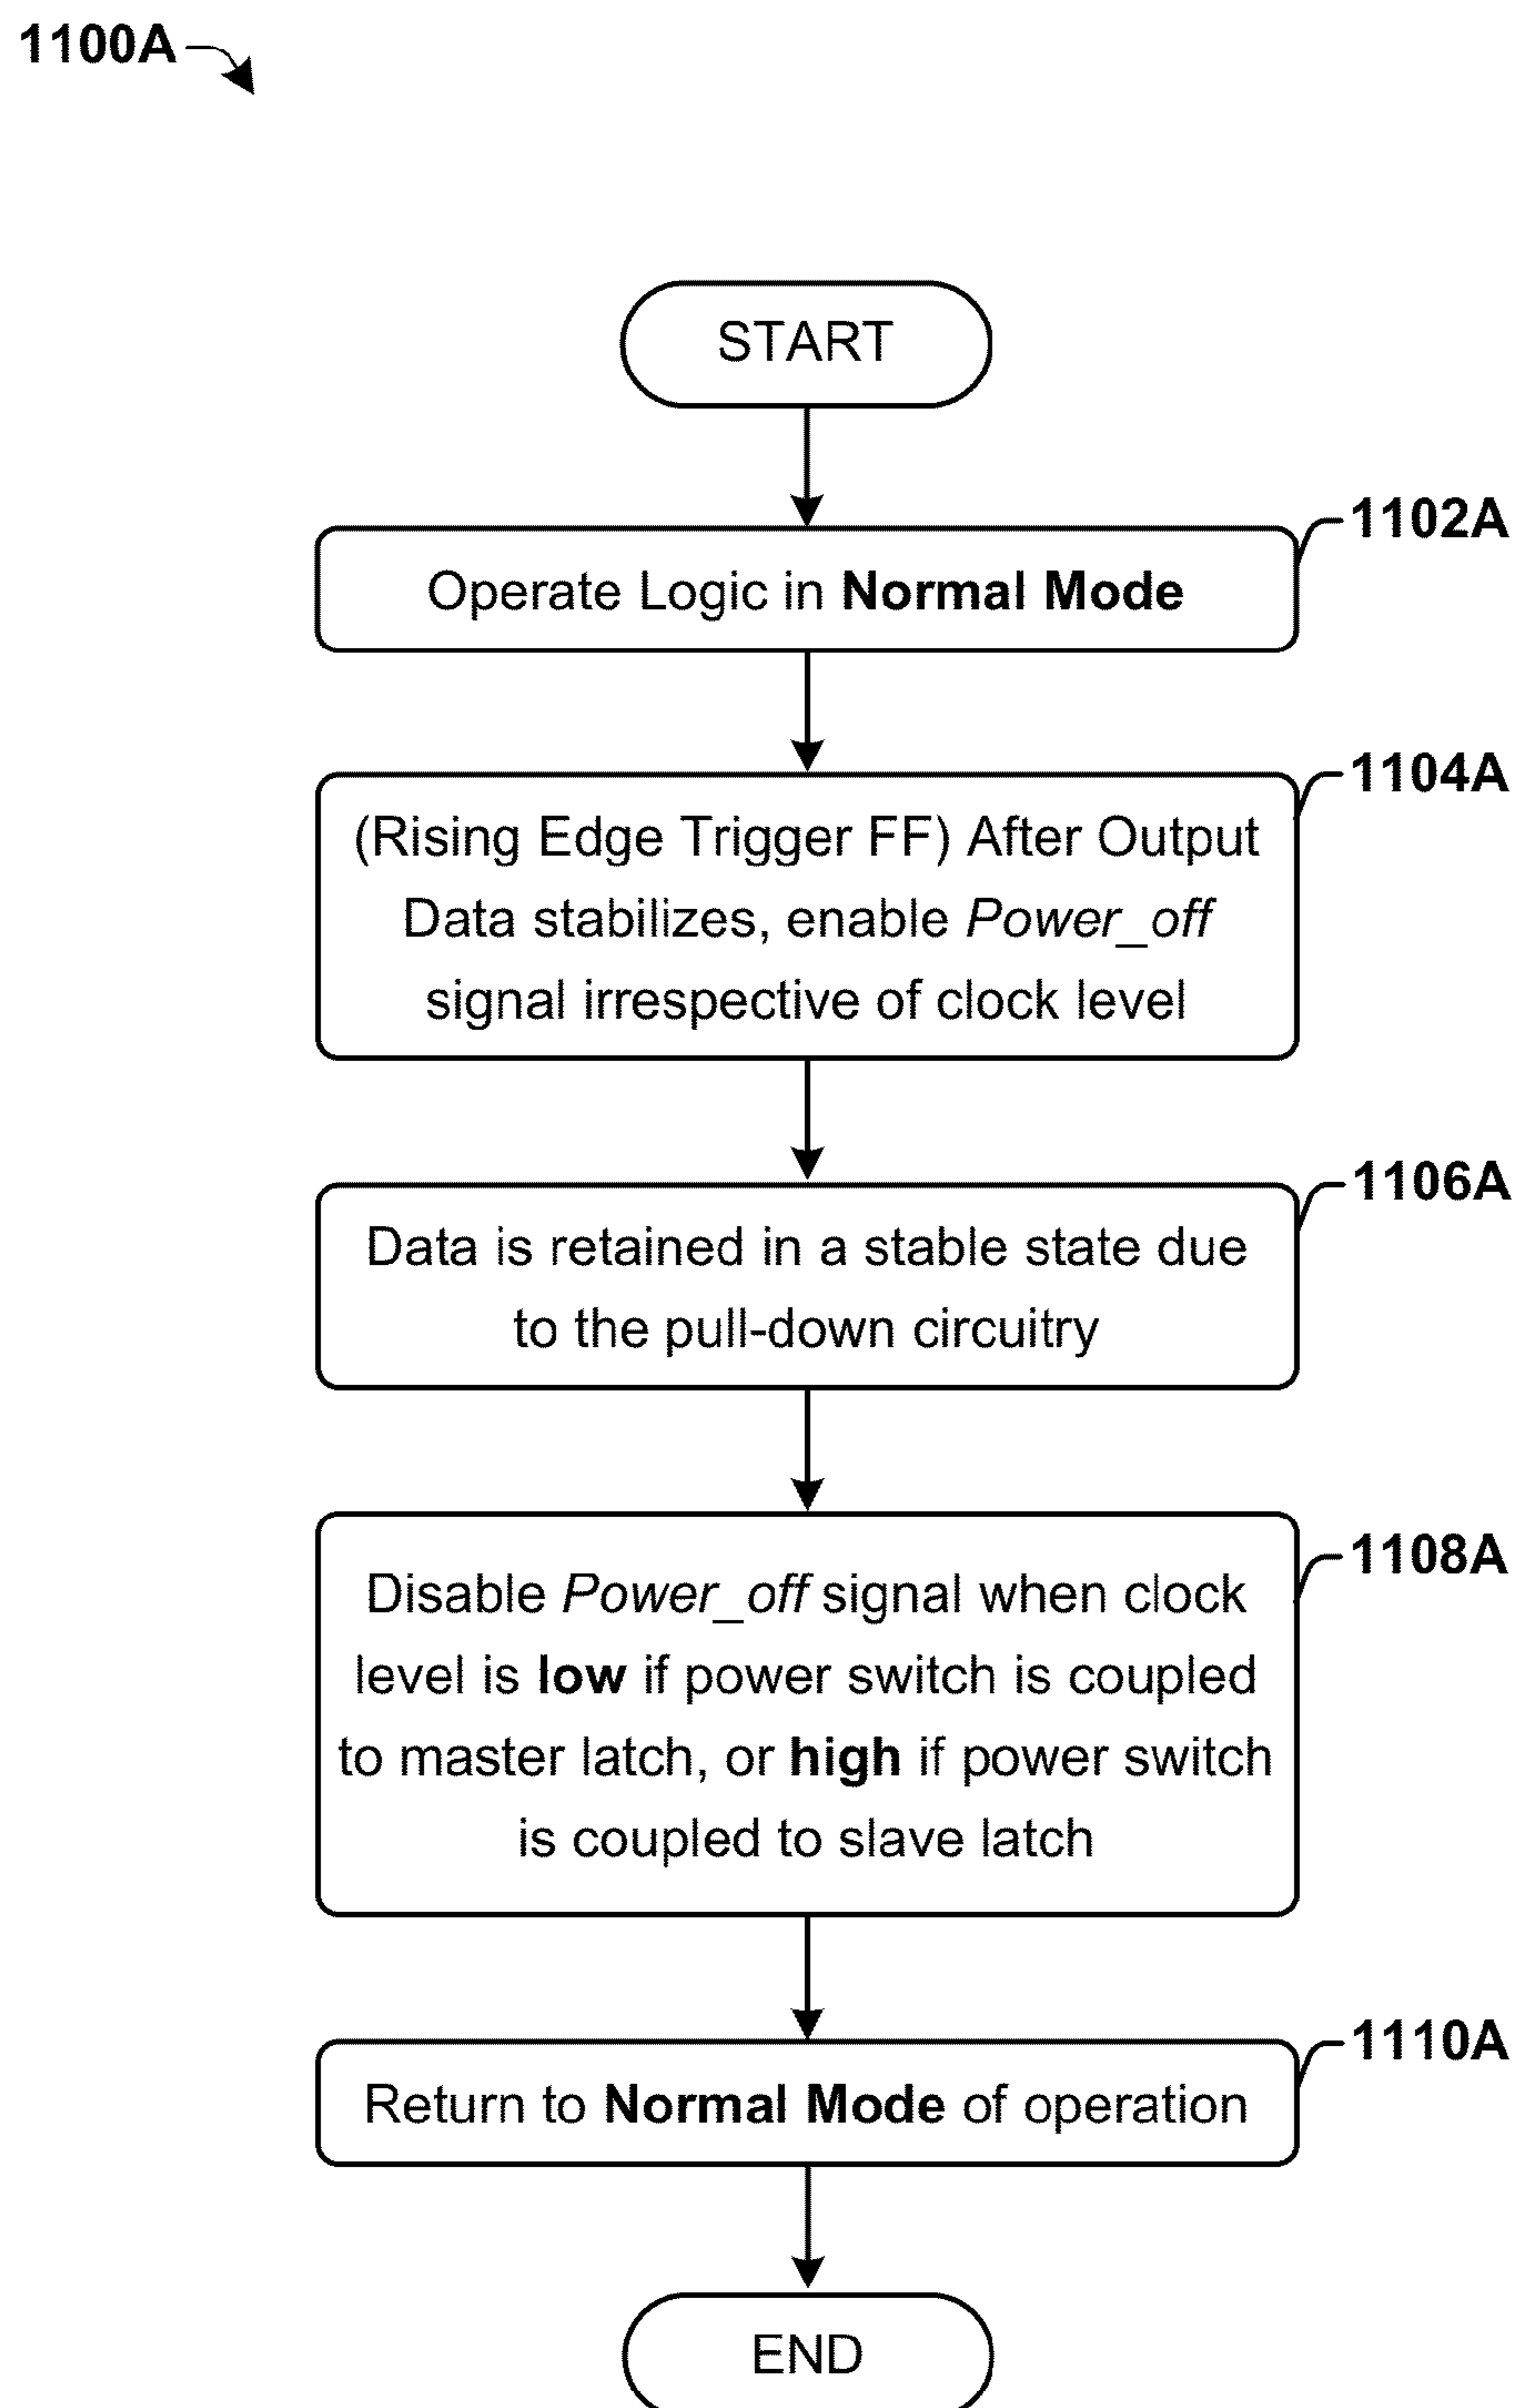 1100A
START
1102A
Operate Logic in Normal Mode
1104A
(Rising Edge Trigger FF) After Output
Data stabilizes, enable Power_off
signal irrespective of clock level
1106A
Data is retained in a stable state due
to the pull-down circuitry
1108A
Disable Power_off signal when clock
level is low if power switch is coupled
to master latch, or high if power switch
is coupled to slave latch
1110A
Return to Normal Mode of operation
END